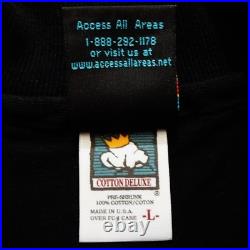 Access All Areas
1-888-292-1178
or visit us at
www.accessallareas.net
COTTON DELUXE
PRE-SHRUNK
100% COTTON/COTON
MADE IN U.S.A.
-L-